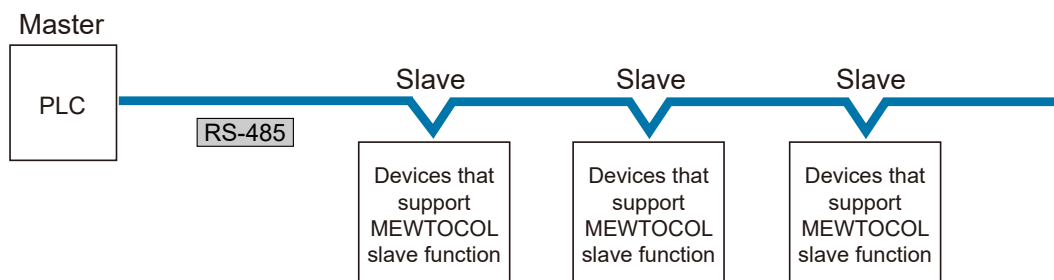 Master
PLC
RS-485
Slave
Slave
Slave
Devices that
support
MEWTOCOL
slave function
Devices that
support
MEWTOCOL
slave function
Devices that
support
MEWTOCOL
slave function